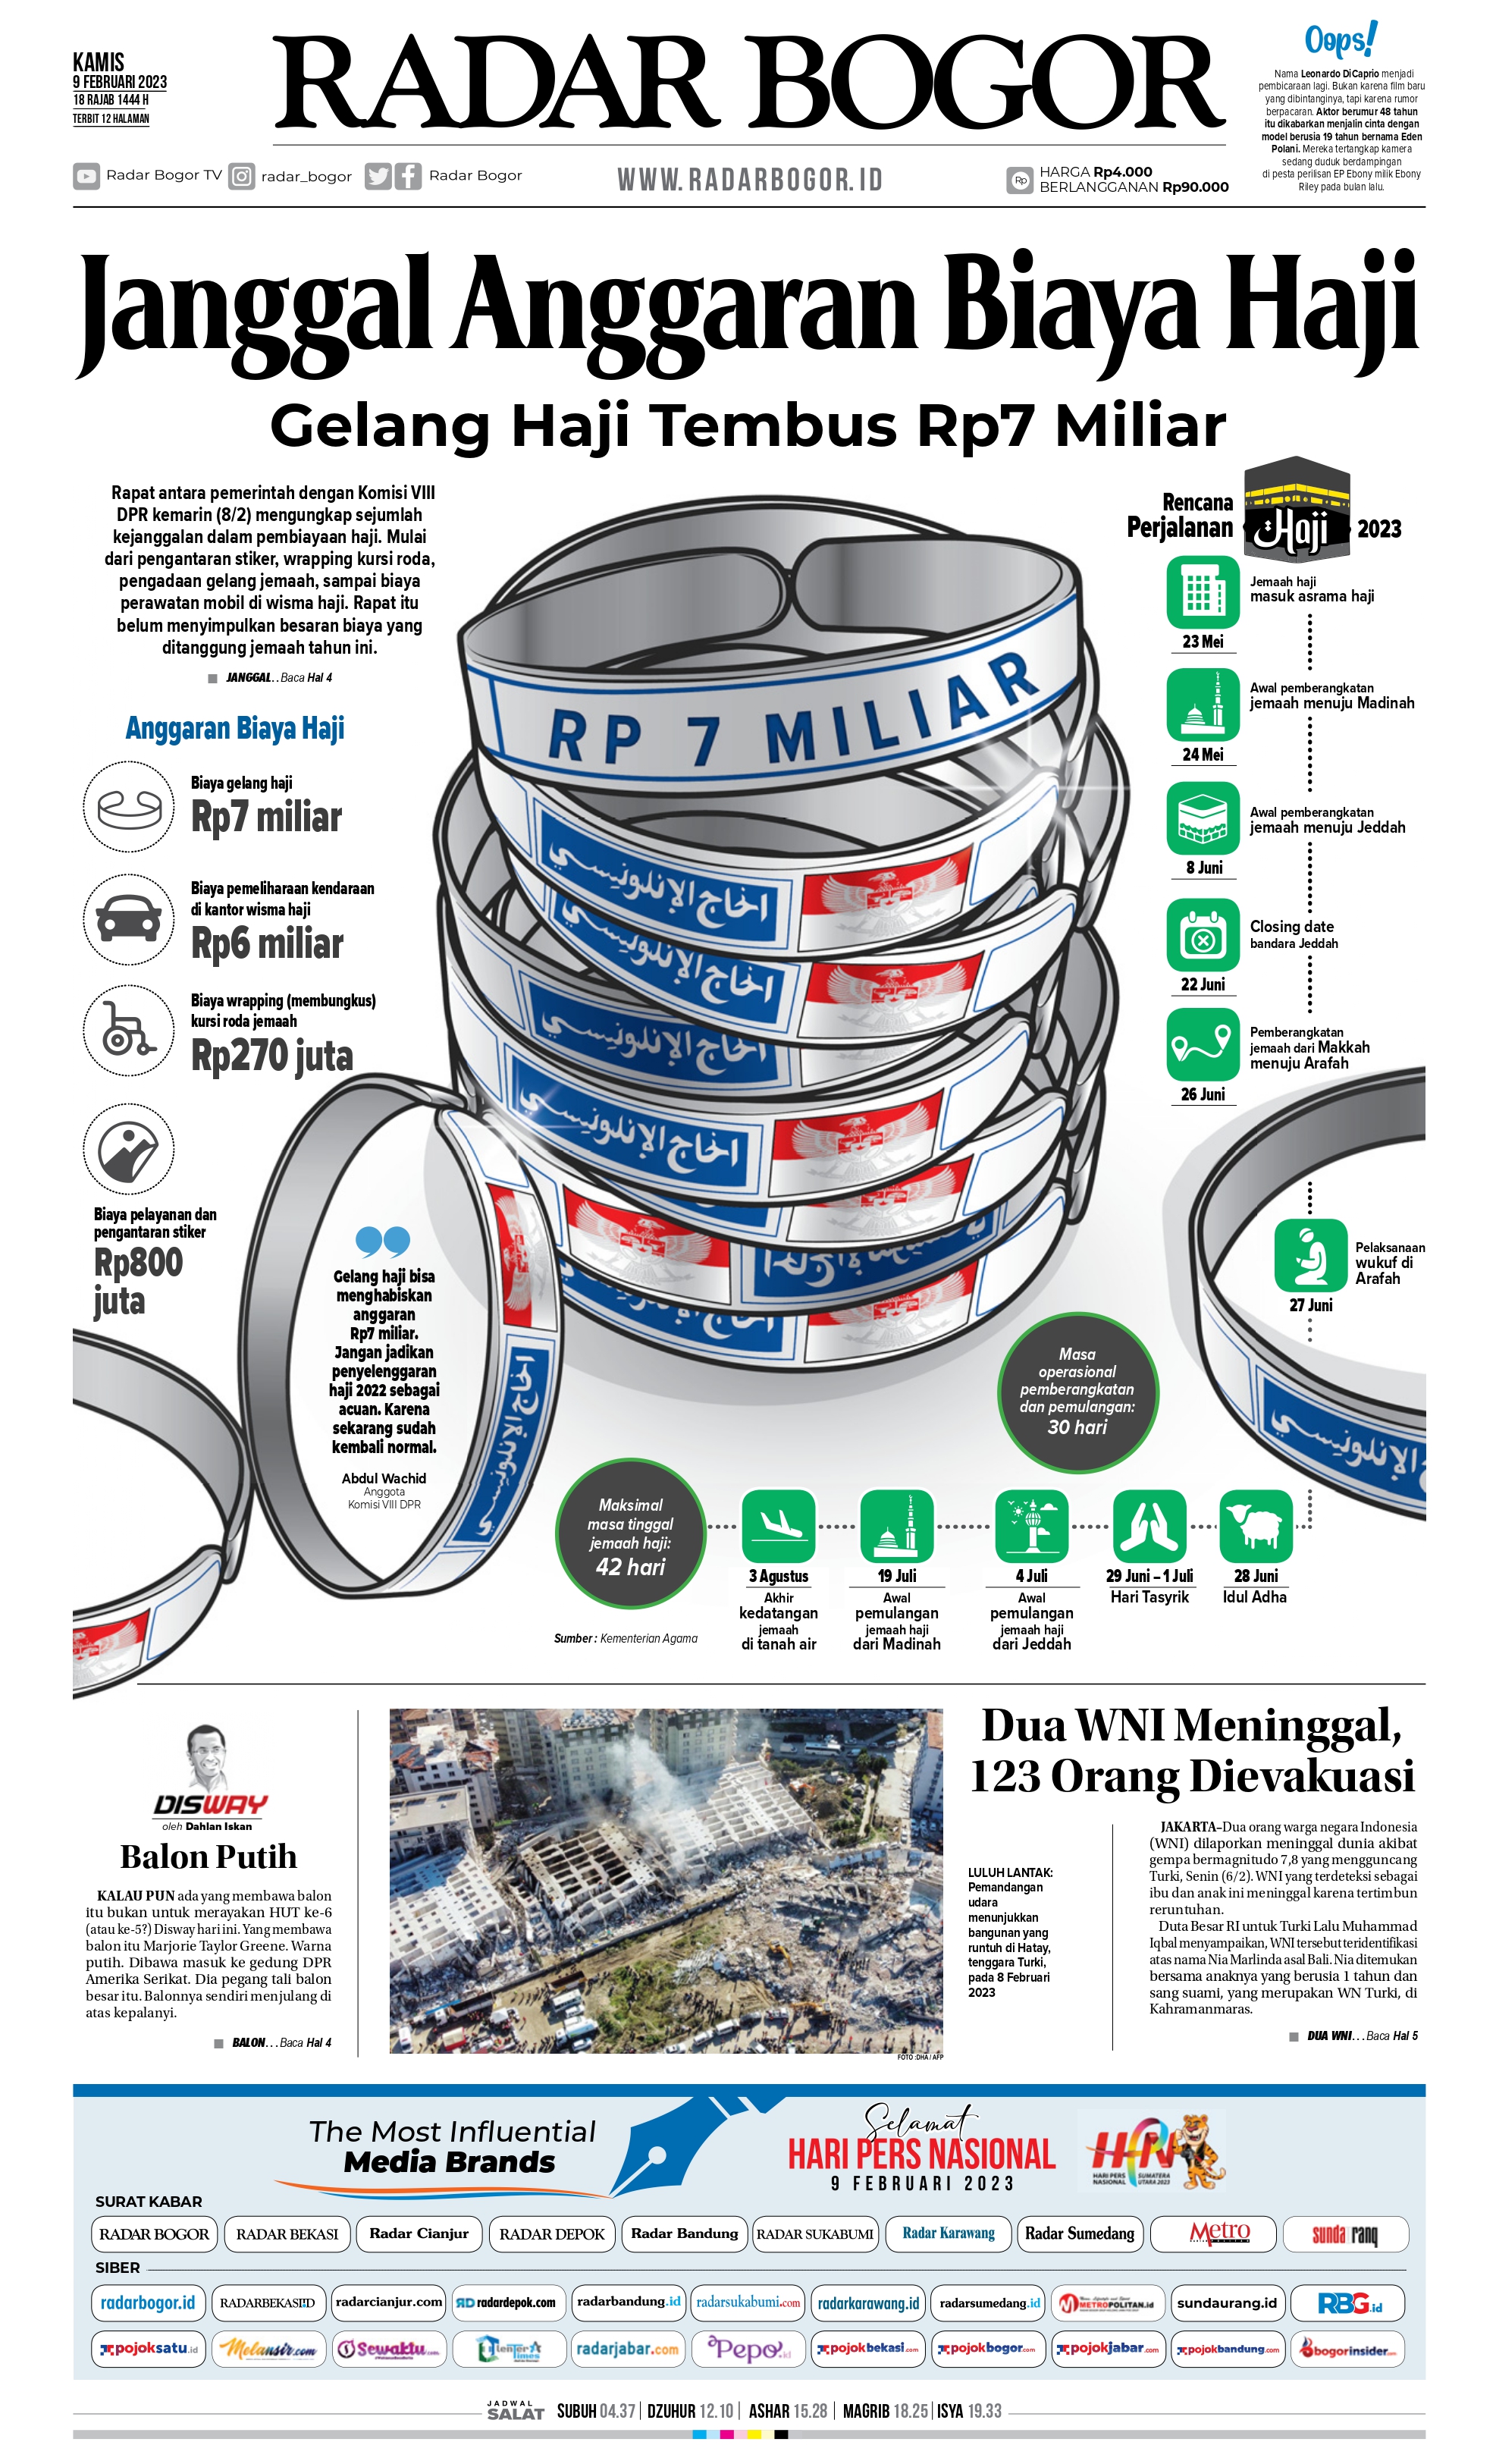 KAMIS
9 FEBRUARI 2023
18 RAJAB 1444 H
TERBIT 12 HALAMAN
RADAR BOGOR
Oops!
Nama Leonardo DiCaprio menjadi
pembicaraan lagi. Bukan karena film baru
yang dibintanginya, tapi karena rumor
berpacaran. Aktor berumur 48 tahun
itu dikabarkan menjalin cinta dengan
model berusia 19 tahun bernama Eden
Polani. Mereka tertangkap kamera
sedang duduk berdampingan
di pesta perilisan EP Ebony milik Ebony
Riley pada bulan lalu.
Radar Bogor TV
radar_bogor
Radar Bogor
WWW.RADARBOGOR.ID
Rp
HARGA Rp4.000
BERLANGGANAN Rp90.000
Janggal Anggaran Biaya Haji
Gelang Haji Tembus Rp7 Miliar
Rapat antara pemerintah dengan Komisi VIII
DPR kemarin (8/2) mengungkap sejumlah
kejanggalan dalam pembiayaan haji. Mulai
dari pengantaran stiker, wrapping kursi roda,
pengadaan gelang jemaah, sampai biaya
perawatan mobil di wisma haji. Rapat itu
belum menyimpulkan besaran biaya yang
ditanggung jemaah tahun ini.
JANGGAL..Baca Hal 4
Anggaran Biaya Haji
Biaya gelang haji
Rp7 miliar
Biaya pemeliharaan kendaraan
di kantor wisma haji
Rp6 miliar
Biaya wrapping (membungkus)
kursi roda jemaah
Rp270 juta
Biaya pelayanan dan
pengantaran stiker
Rp800
juta
RP 7 MILIAR
الحاج الإندونيسي
الحاج الإندونيسي
الحاج الإندونيسي
الحاج الإندونيسي
الحاج الإندونيسي
الحاج الإندونيسي
Gelang haji bisa
menghabiskan
anggaran
Rp7 miliar.
Jangan jadikan
penyelenggaran
haji 2022 sebagai
acuan. Karena
sekarang sudah
kembali normal.
Abdul Wachid
Anggota
Komisi VIII DPR
Rencana
Perjalanan
Haji
2023
Jemaah haji
masuk asrama haji
23 Mei
Awal pemberangkatan
jemaah menuju Madinah
24 Mei
Awal pemberangkatan
jemaah menuju Jeddah
8 Juni
Closing date
bandara Jeddah
22 Juni
Pemberangkatan
jemaah dari Makkah
menuju Arafah
26 Juni
Pelaksanaan
wukuf di
Arafah
27 Juni
Masa
operasional
pemberangkatan
dan pemulangan:
30 hari
Maksimal
masa tinggal
jemaah haji:
42 hari
3 Agustus
Akhir
kedatangan
jemaah
di tanah air
19 Juli
Awal
pemulangan
jemaah haji
dari Madinah
4 Juli
Awal
pemulangan
jemaah haji
dari Jeddah
29 Juni – 1 Juli
Hari Tasyrik
28 Juni
Idul Adha
Sumber : Kementerian Agama
DISWAY
oleh Dahlan Iskan
Balon Putih
KALAU PUN ada yang membawa balon
itu bukan untuk merayakan HUT ke-6
(atau ke-5?) Disway hari ini. Yang membawa
balon itu Marjorie Taylor Greene. Warna
putih. Dibawa masuk ke gedung DPR
Amerika Serikat. Dia pegang tali balon
besar itu. Balonnya sendiri menjulang di
atas kepalanyi.
BALON...Baca Hal 4
FOTO :DHA / AFP
LULUH LANTAK:
Pemandangan
udara
menunjukkan
bangunan yang
runtuh di Hatay,
tenggara Turki,
pada 8 Februari
2023
Dua WNI Meninggal,
123 Orang Dievakuasi
JAKARTA–Dua orang warga negara Indonesia
(WNI) dilaporkan meninggal dunia akibat
gempa bermagnitudo 7,8 yang mengguncang
Turki, Senin (6/2). WNI yang terdeteksi sebagai
ibu dan anak ini meninggal karena tertimbun
reruntuhan.
Duta Besar RI untuk Turki Lalu Muhammad
Iqbal menyampaikan, WNI tersebut teridentifikasi
atas nama Nia Marlinda asal Bali. Nia ditemukan
bersama anaknya yang berusia 1 tahun dan
sang suami, yang merupakan WN Turki, di
Kahramanmaras.
DUA WNI...Baca Hal 5
The Most Influential
Media Brands
Selamat
HARI PERS NASIONAL
9 FEBRUARI 2023
HPN
HARI PERS
NASIONAL
SUMATERA
UTARA 2023
SURAT KABAR
RADAR BOGOR
RADAR BEKASI
Radar Cianjur
RADAR DEPOK
Radar Bandung
RADAR SUKABUMI
Radar Karawang
Radar Sumedang
Metro
sunda urang
SIBER
radarbogor.id
RADARBEKASI.ID
radarcianjur.com
RD radardepok.com
radarbandung.id
radarsukabumi.com
radarkarawang.id
radarsumedang.id
METROPOLITAN.id
sundaurang.id
RBG.id
pojoksatu.id
Melansir.com
Sewaktu.com
LenterA Times
radarjabar.com
Pepo.id
pojokbekasi.com
pojokbogor.com
pojokjabar.com
pojokbandung.com
bogorinsider.com
JADWAL
SALAT
SUBUH 04.37 | DZUHUR 12.10 | ASHAR 15.28 | MAGRIB 18.25 | ISYA 19.33